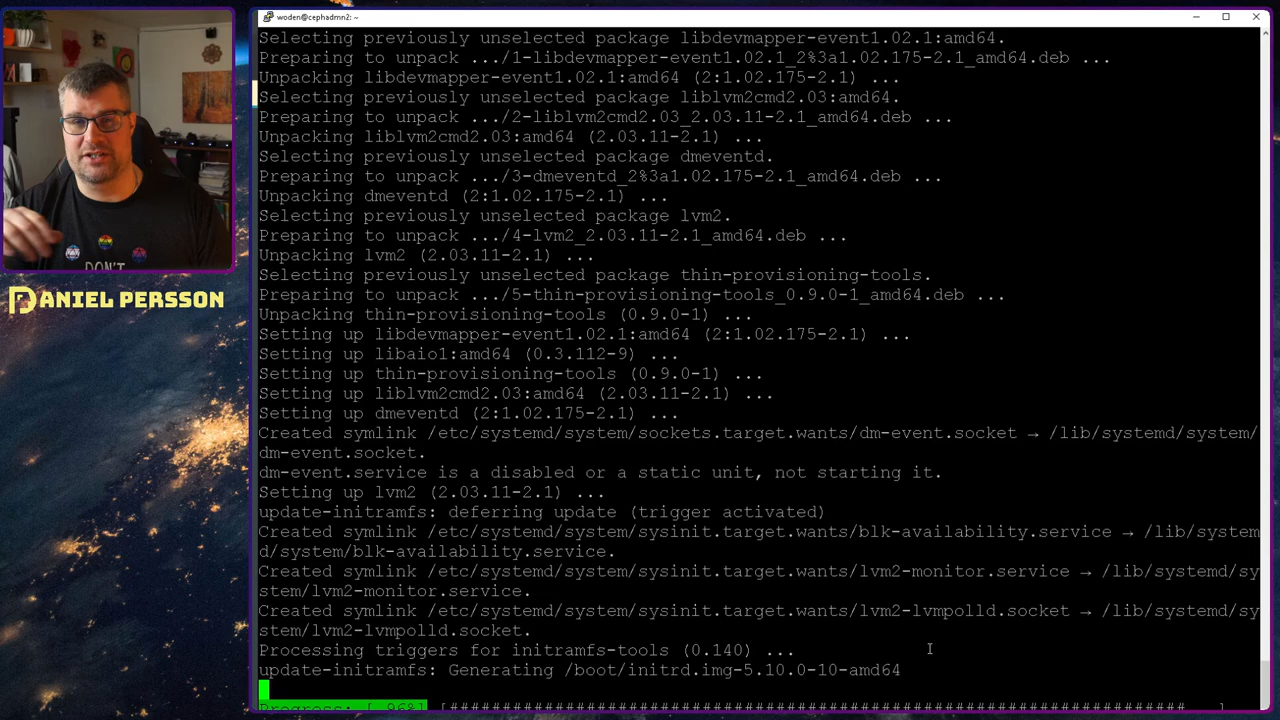 woden@cephadmn2: ~
Selecting previously unselected package libdevmapper-event1.02.1:amd64.
Preparing to unpack .../1-libdevmapper-event1.02.1_2%3a1.02.175-2.1_amd64.deb ...
Unpacking libdevmapper-event1.02.1:amd64 (2:1.02.175-2.1) ...
Selecting previously unselected package liblvm2cmd2.03:amd64.
Preparing to unpack .../2-liblvm2cmd2.03_2.03.11-2.1_amd64.deb ...
Unpacking liblvm2cmd2.03:amd64 (2.03.11-2.1) ...
Selecting previously unselected package dmeventd.
Preparing to unpack .../3-dmeventd_2%3a1.02.175-2.1_amd64.deb ...
Unpacking dmeventd (2:1.02.175-2.1) ...
Selecting previously unselected package lvm2.
Preparing to unpack .../4-lvm2_2.03.11-2.1_amd64.deb ...
Unpacking lvm2 (2.03.11-2.1) ...
Selecting previously unselected package thin-provisioning-tools.
Preparing to unpack .../5-thin-provisioning-tools_0.9.0-1_amd64.deb ...
Unpacking thin-provisioning-tools (0.9.0-1) ...
Setting up libdevmapper-event1.02.1:amd64 (2:1.02.175-2.1) ...
Setting up libaio1:amd64 (0.3.112-9) ...
Setting up thin-provisioning-tools (0.9.0-1) ...
Setting up liblvm2cmd2.03:amd64 (2.03.11-2.1) ...
Setting up dmeventd (2:1.02.175-2.1) ...
Created symlink /etc/systemd/system/sockets.target.wants/dm-event.socket → /lib/systemd/system/
dm-event.socket.
dm-event.service is a disabled or a static unit, not starting it.
Setting up lvm2 (2.03.11-2.1) ...
update-initramfs: deferring update (trigger activated)
Created symlink /etc/systemd/system/sysinit.target.wants/blk-availability.service → /lib/system
d/system/blk-availability.service.
Created symlink /etc/systemd/system/sysinit.target.wants/lvm2-monitor.service → /lib/systemd/sy
stem/lvm2-monitor.service.
Created symlink /etc/systemd/system/sysinit.target.wants/lvm2-lvmpolld.socket → /lib/systemd/sy
stem/lvm2-lvmpolld.socket.
Processing triggers for initramfs-tools (0.140) ...
update-initramfs: Generating /boot/initrd.img-5.10.0-10-amd64
Progress: [ 96%]
DON'T
DANIEL PERSSON